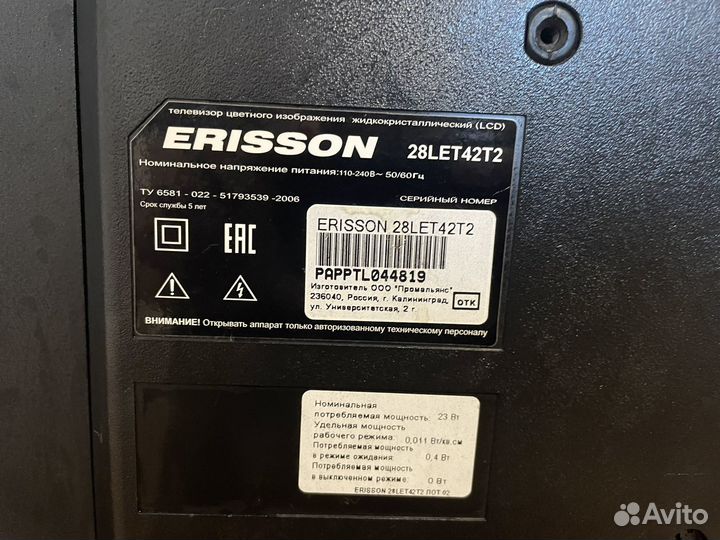 телевизор цветного изображения жидкокристаллический (LCD)
ERISSON 28LET42T2
Номинальное напряжение питания:110-240В~ 50/60Гц
ТУ 6581 - 022 - 51793539 -2006 СЕРИЙНЫЙ НОМЕР
Срок службы 5 лет
EAC
ERISSON 28LET42T2
PAPPTL044819
Изготовитель ООО "Промальянс"
236040, Россия, г. Калининград,
ул. Университетская, 2 г.
ОТК
ВНИМАНИЕ! Открывать аппарат только авторизованному техническому персоналу
Номинальная
потребляемая мощность: 23 Вт
Удельная мощность
рабочего режима: 0,011 Вт/кв.см
Потребляемая мощность
в режиме ожидания: 0,4 Вт
Потребляемая мощность
в выключенном режиме: 0 Вт
ERISSON 28LET42T2 ЛОТ 02
Avito